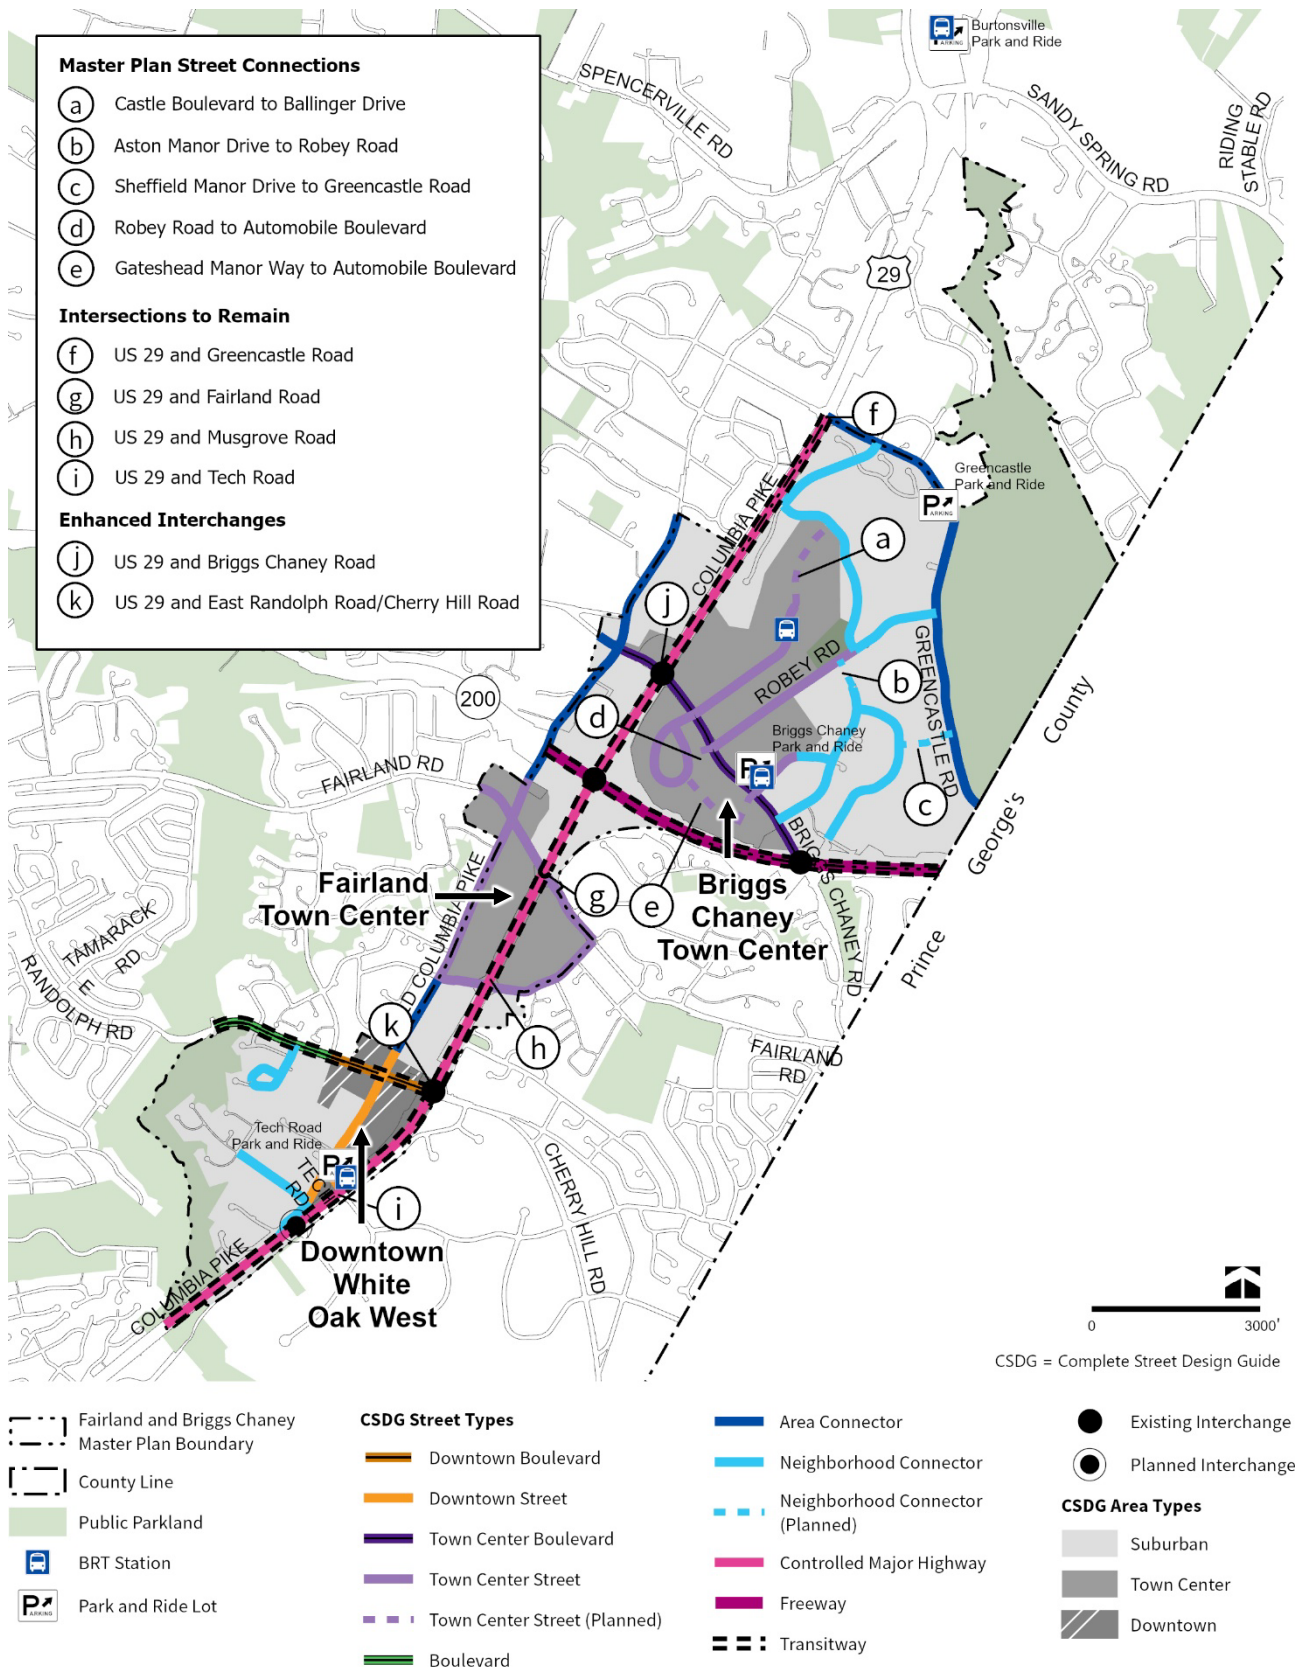 Master Plan Street Connections
a Castle Boulevard to Ballinger Drive
b Aston Manor Drive to Robey Road
c Sheffield Manor Drive to Greencastle Road
d Robey Road to Automobile Boulevard
e Gateshead Manor Way to Automobile Boulevard
Intersections to Remain
f US 29 and Greencastle Road
g US 29 and Fairland Road
h US 29 and Musgrove Road
i US 29 and Tech Road
Enhanced Interchanges
j US 29 and Briggs Chaney Road
k US 29 and East Randolph Road/Cherry Hill Road
Burtonsville
Park and Ride
ARKING
SPENCERVILLE RD
SANDY SPRING RD
RIDING
STABLE RD
29
f
Greencastle
Park and Ride
P
ARKING
COLUMBIA PIKE
a
j
200
ROBEY RD
b
GREENCASTLE RD
d
Briggs Chaney
Park and Ride
P
c
County
George's
Prince
FAIRLAND RD
BRIGGS CHANEY RD
Fairland
Town Center
g
e
Briggs
Chaney
Town Center
OLD COLUMBIA PIKE
TAMARACK
RD
E
RANDOLPH RD
k
h
FAIRLAND
RD
Tech Road
Park and Ride
P
TEC
RD
i
CHERRY HILL RD
COLUMBIA PIKE
Downtown
White
Oak West
0 3000'
CSDG = Complete Street Design Guide
Fairland and Briggs Chaney
Master Plan Boundary
County Line
Public Parkland
BRT Station
P
ARKING
Park and Ride Lot
CSDG Street Types
Downtown Boulevard
Downtown Street
Town Center Boulevard
Town Center Street
Town Center Street (Planned)
Boulevard
Area Connector
Neighborhood Connector
Neighborhood Connector
(Planned)
Controlled Major Highway
Freeway
Transitway
Existing Interchange
Planned Interchange
CSDG Area Types
Suburban
Town Center
Downtown